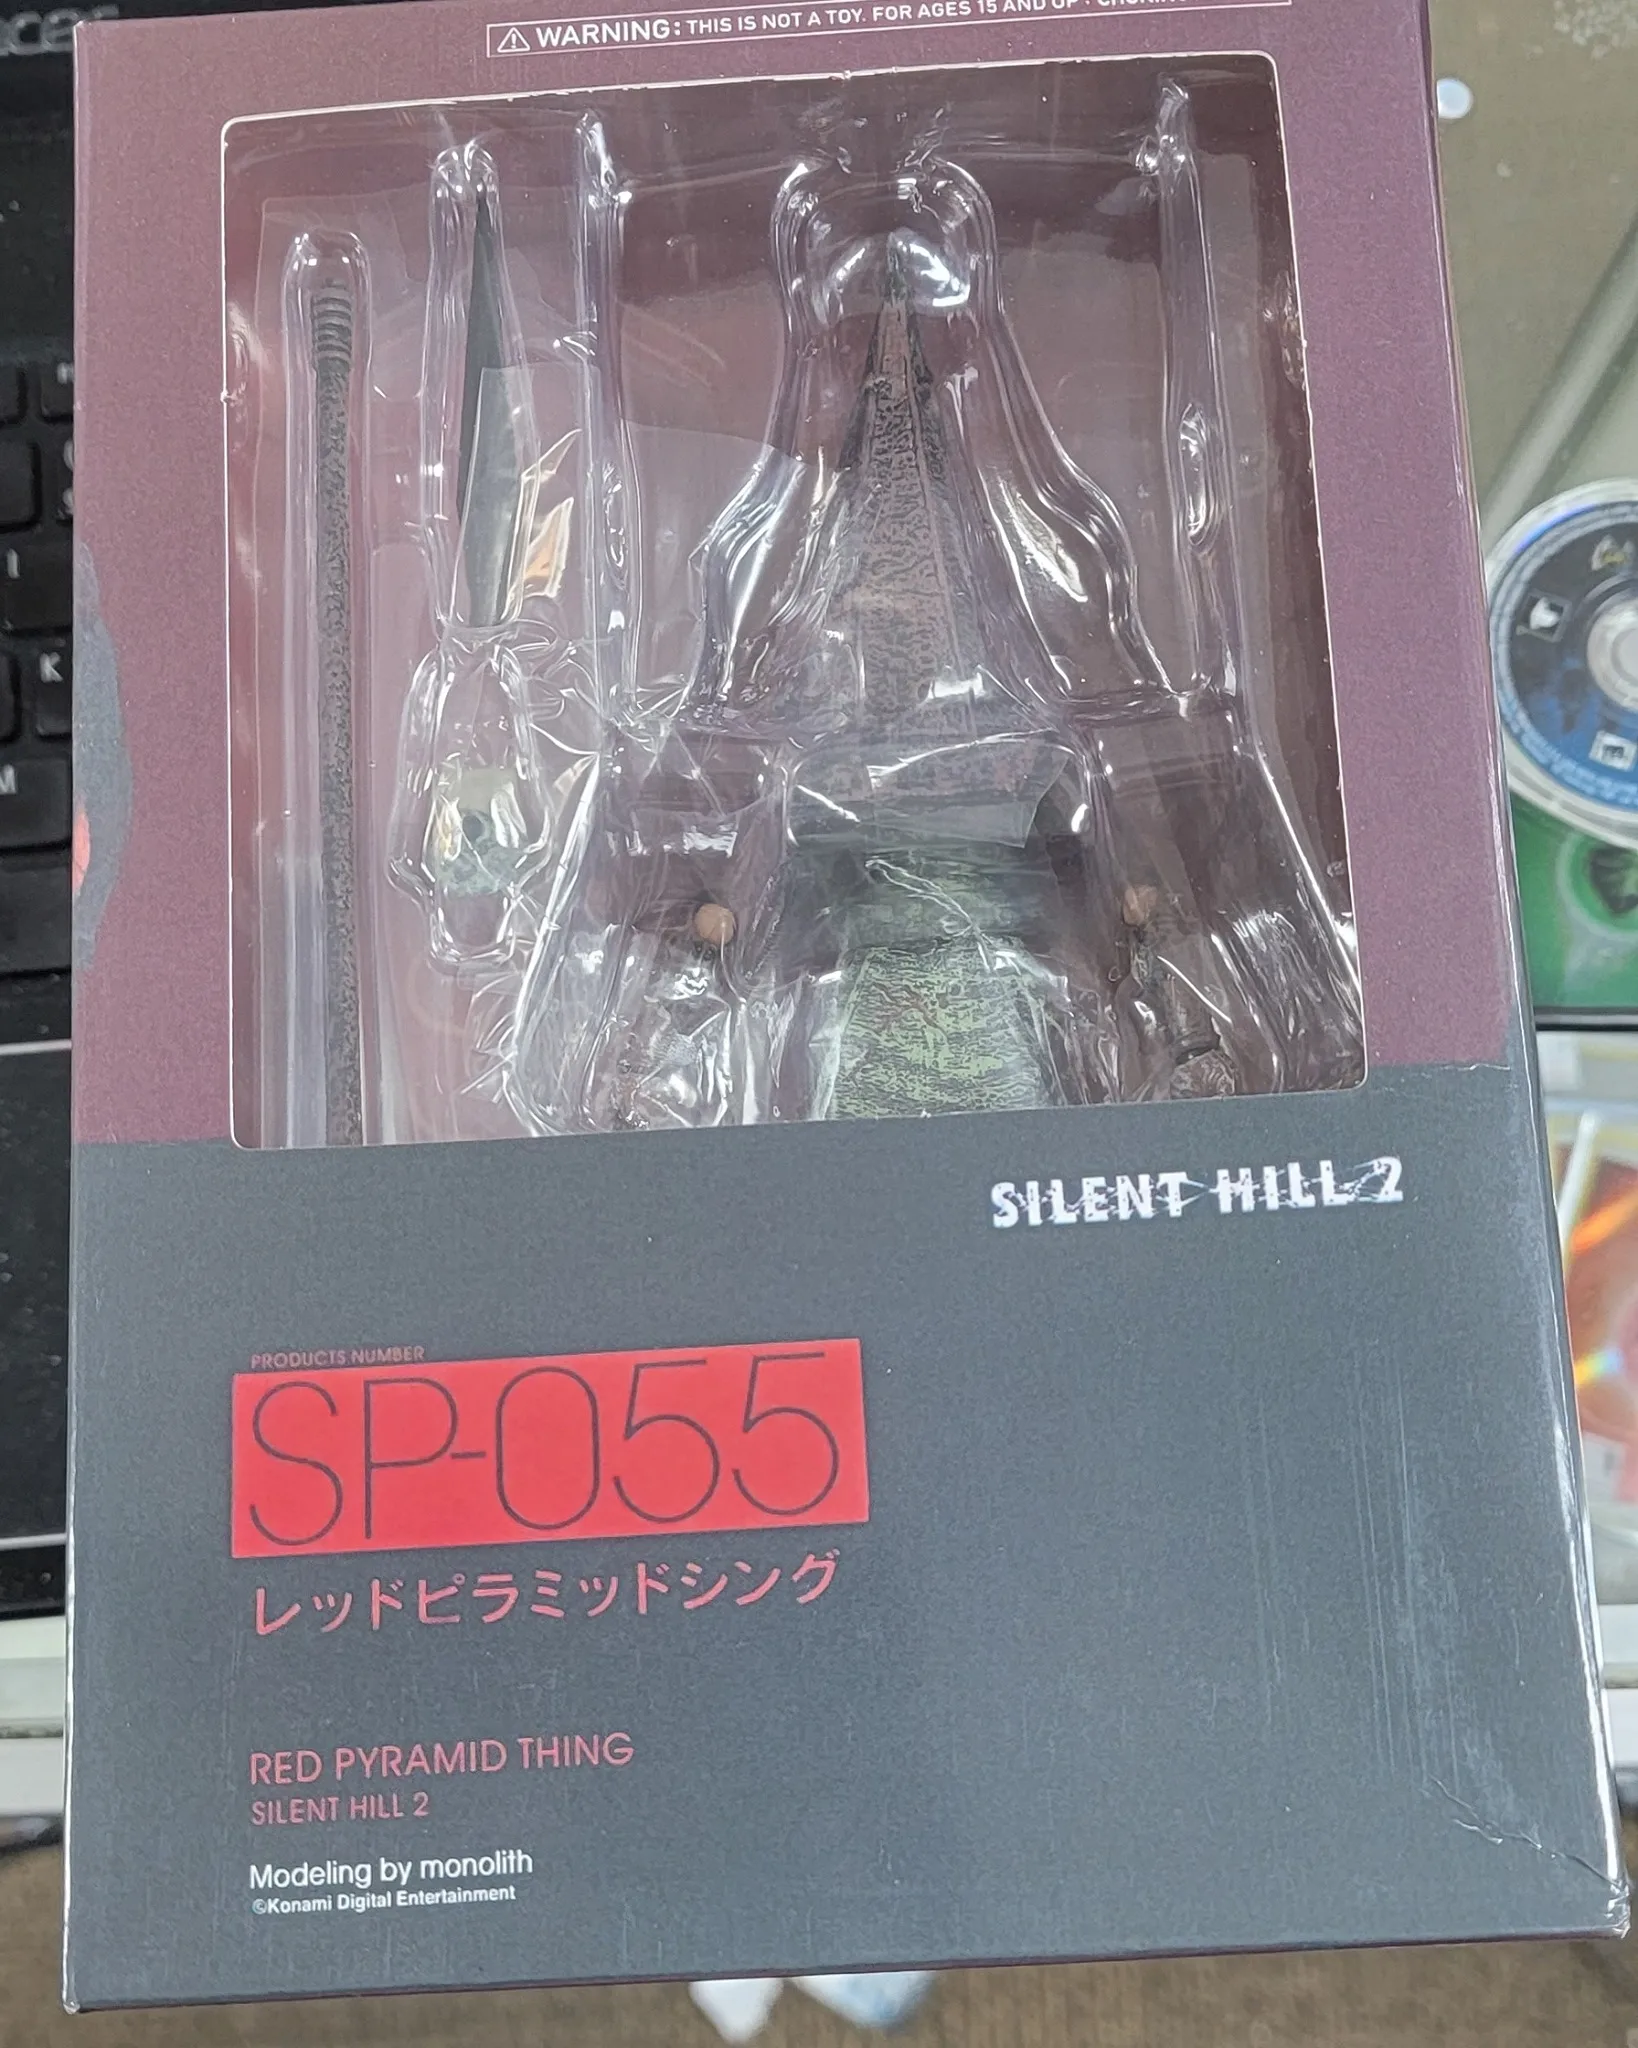 acer
WARNING: THIS IS NOT A TOY. FOR AGES 15 AND UP
SILENT HILL 2
PRODUCTS NUMBER
SP-055
レッドピラミッドシング
RED PYRAMID THING
SILENT HILL 2
Modeling by monolith
©Konami Digital Entertainment
K
M